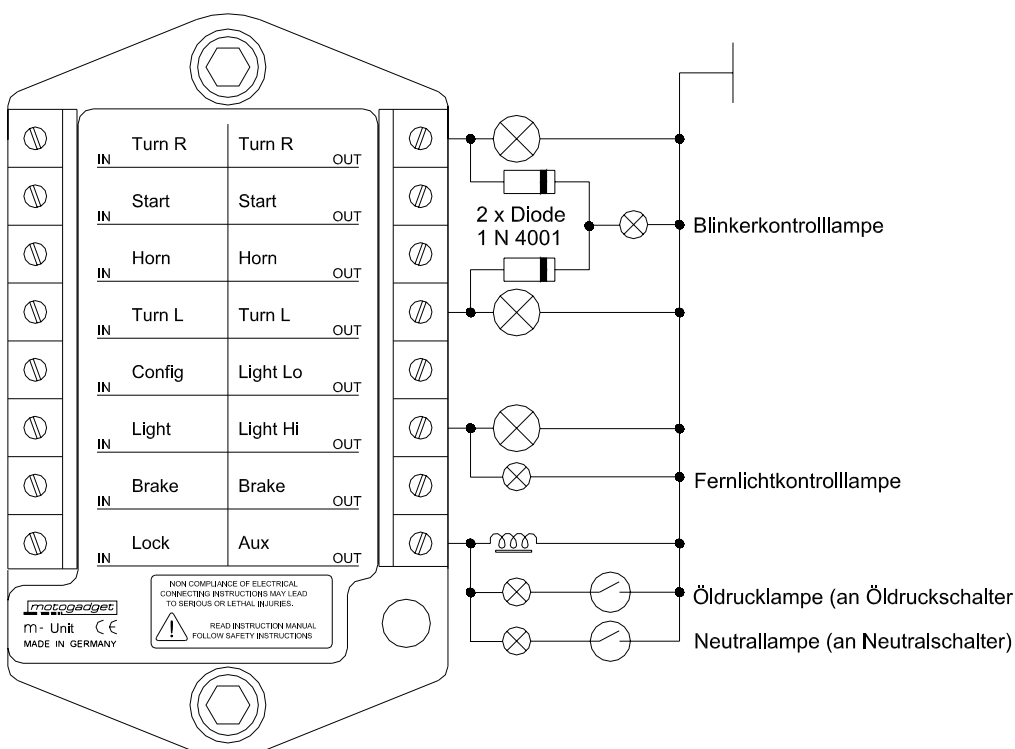 Turn R Turn R
IN OUT
Start Start
IN OUT
Horn Horn
IN OUT
Turn L Turn L
IN OUT
Config Light Lo
IN OUT
Light Light Hi
IN OUT
Brake Brake
IN OUT
Lock Aux
IN OUT
2 x Diode
1 N 4001
Blinkerkontrolllampe
Fernlichtkontrolllampe
Öldrucklampe (an Öldruckschalter
Neutrallampe (an Neutralschalter)
motogadget
m- Unit CE
MADE IN GERMANY
NON COMPLIANCE OF ELECTRICAL
CONNECTING INSTRUCTIONS MAY LEAD
TO SERIOUS OR LETHAL INJURIES.
READ INSTRUCTION MANUAL
FOLLOW SAFETY INSTRUCTIONS